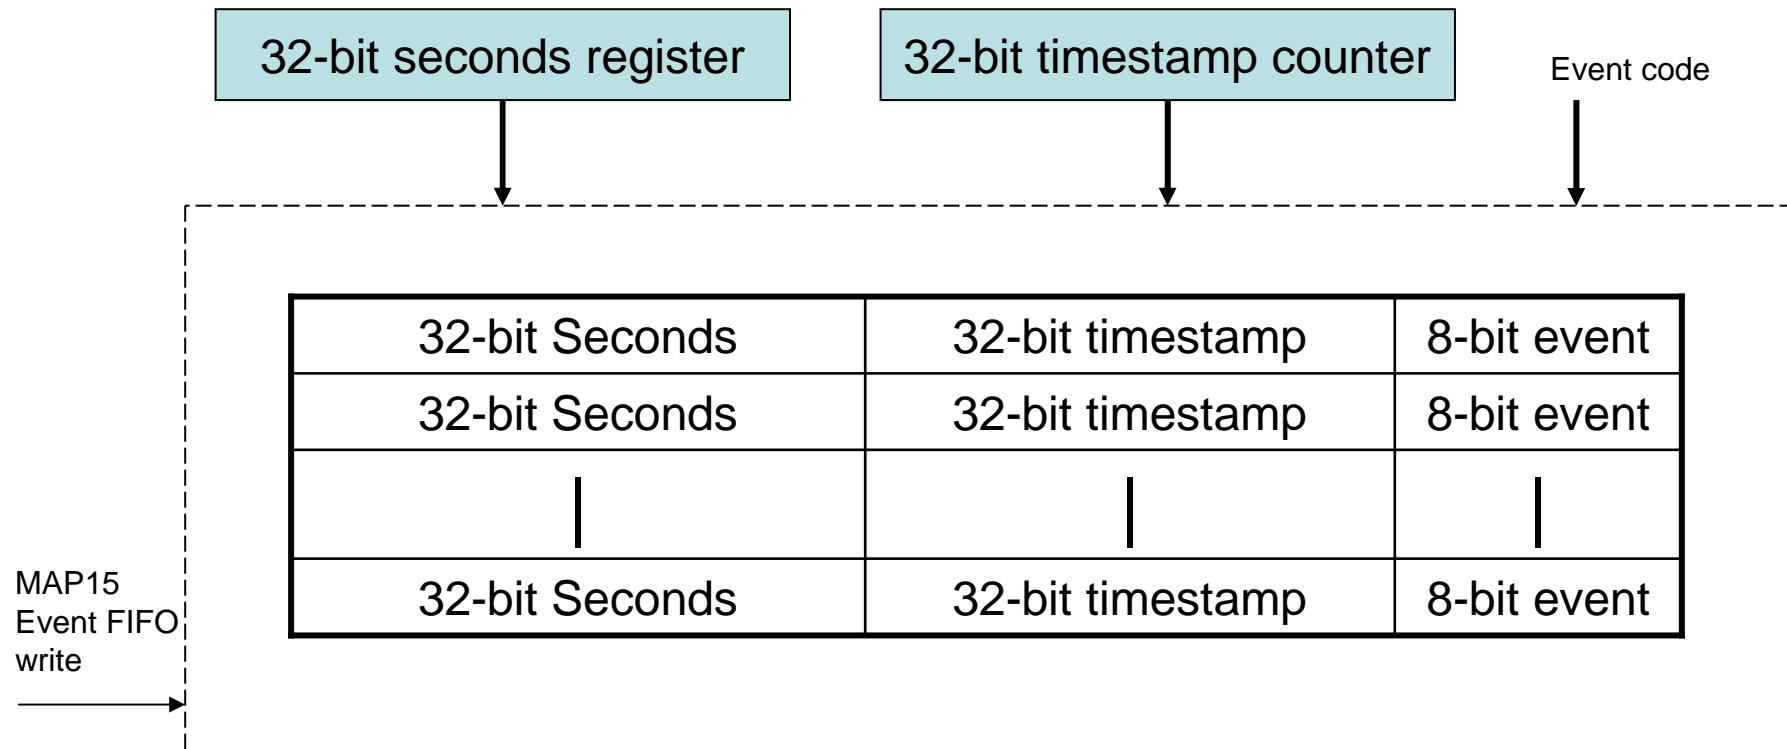 32-bit seconds register
32-bit timestamp counter
Event code
32-bit Seconds 32-bit timestamp 8-bit event
32-bit Seconds 32-bit timestamp 8-bit event
32-bit Seconds 32-bit timestamp 8-bit event
MAP15
Event FIFO
write